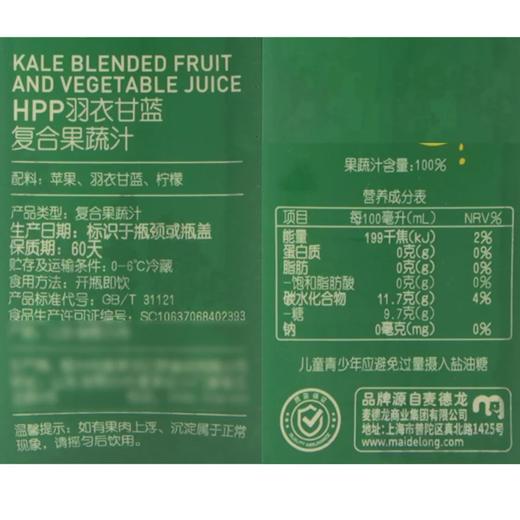 KALE BLENDED FRUIT
AND VEGETABLE JUICE
HPP羽衣甘蓝
复合果蔬汁
配料：苹果、羽衣甘蓝、柠檬
产品类型：复合果蔬汁
生产日期：标识于瓶颈或瓶盖
保质期：60天
贮存及运输条件：0-6℃冷藏
食用方法：开瓶即饮
产品标准代号：GB/T 31121
食品生产许可证编号：SC10637068402393
温馨提示：如有果肉上浮、沉淀属于正常
现象，请摇匀后饮用。
果蔬汁含量：100%
营养成分表
项目 每100毫升(mL) NRV%
能量 199千焦(kJ) 2%
蛋白质 0克(g) 0%
脂肪 0克(g) 0%
-饱和脂肪酸 0克(g)
碳水化合物 11.7克(g) 4%
-糖 9.7克(g)
钠 0毫克(mg) 0%
儿童青少年应避免过量摄入盐油糖
QUALITY ASSURANCE
品牌源自麦德龙
麦德龙商业集团有限公司
地址：上海市普陀区真北路1425号
www.maidelong.com